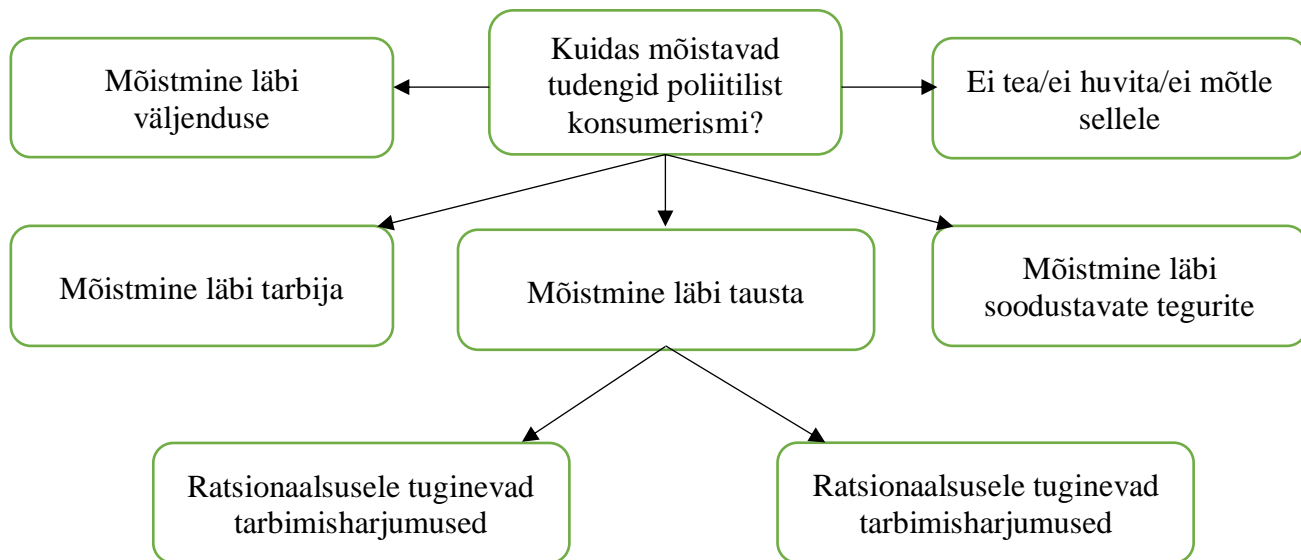 Kuidas mõistavad
tudengid poliitilist
konsumerismi?
Mõistmine läbi
väljenduse
Ei tea/ei huvita/ei mõtle
sellele
Mõistmine läbi tarbija
Mõistmine läbi tausta
Mõistmine läbi
soodustavate tegurite
Ratsionaalsusele tuginevad
tarbimisharjumused
Ratsionaalsusele tuginevad
tarbimisharjumused